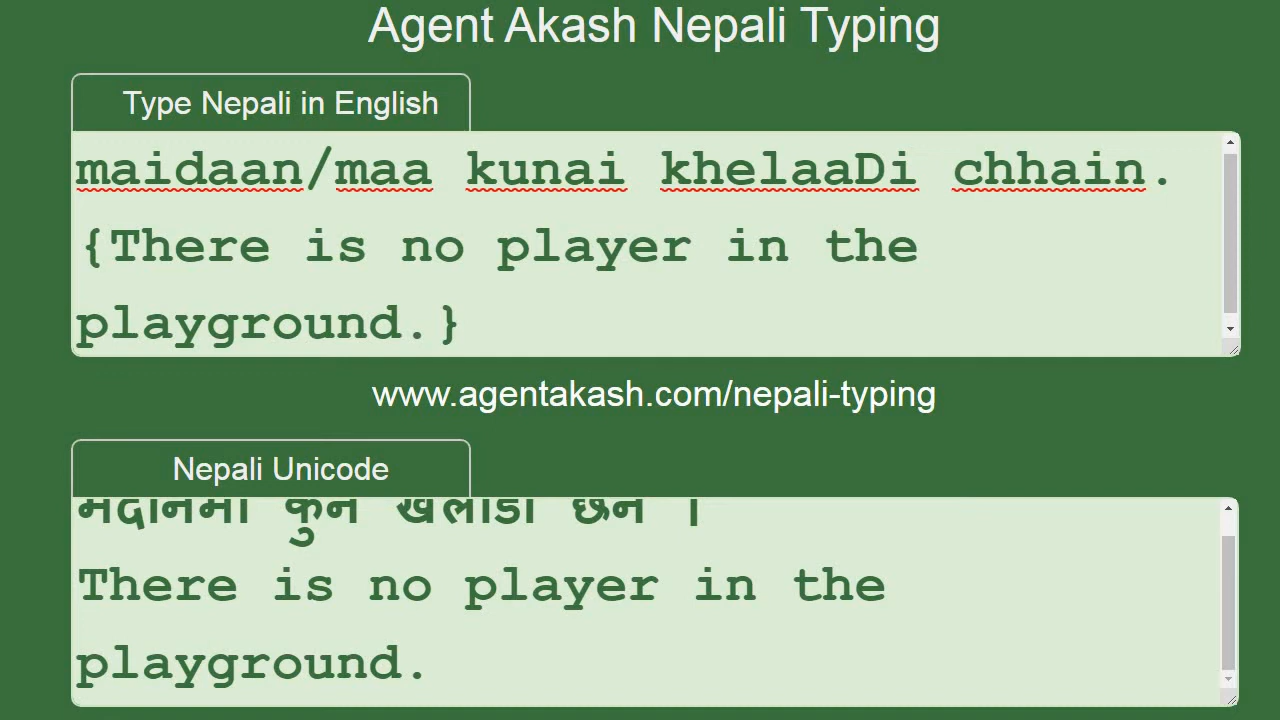 Agent Akash Nepali Typing
Type Nepali in English
maidaan/maa kunai khelaaDi chhain.
{There is no player in the
playground.}
www.agentakash.com/nepali-typing
Nepali Unicode
मैदानमा कुनै खेलाडी छैन ।
There is no player in the
playground.